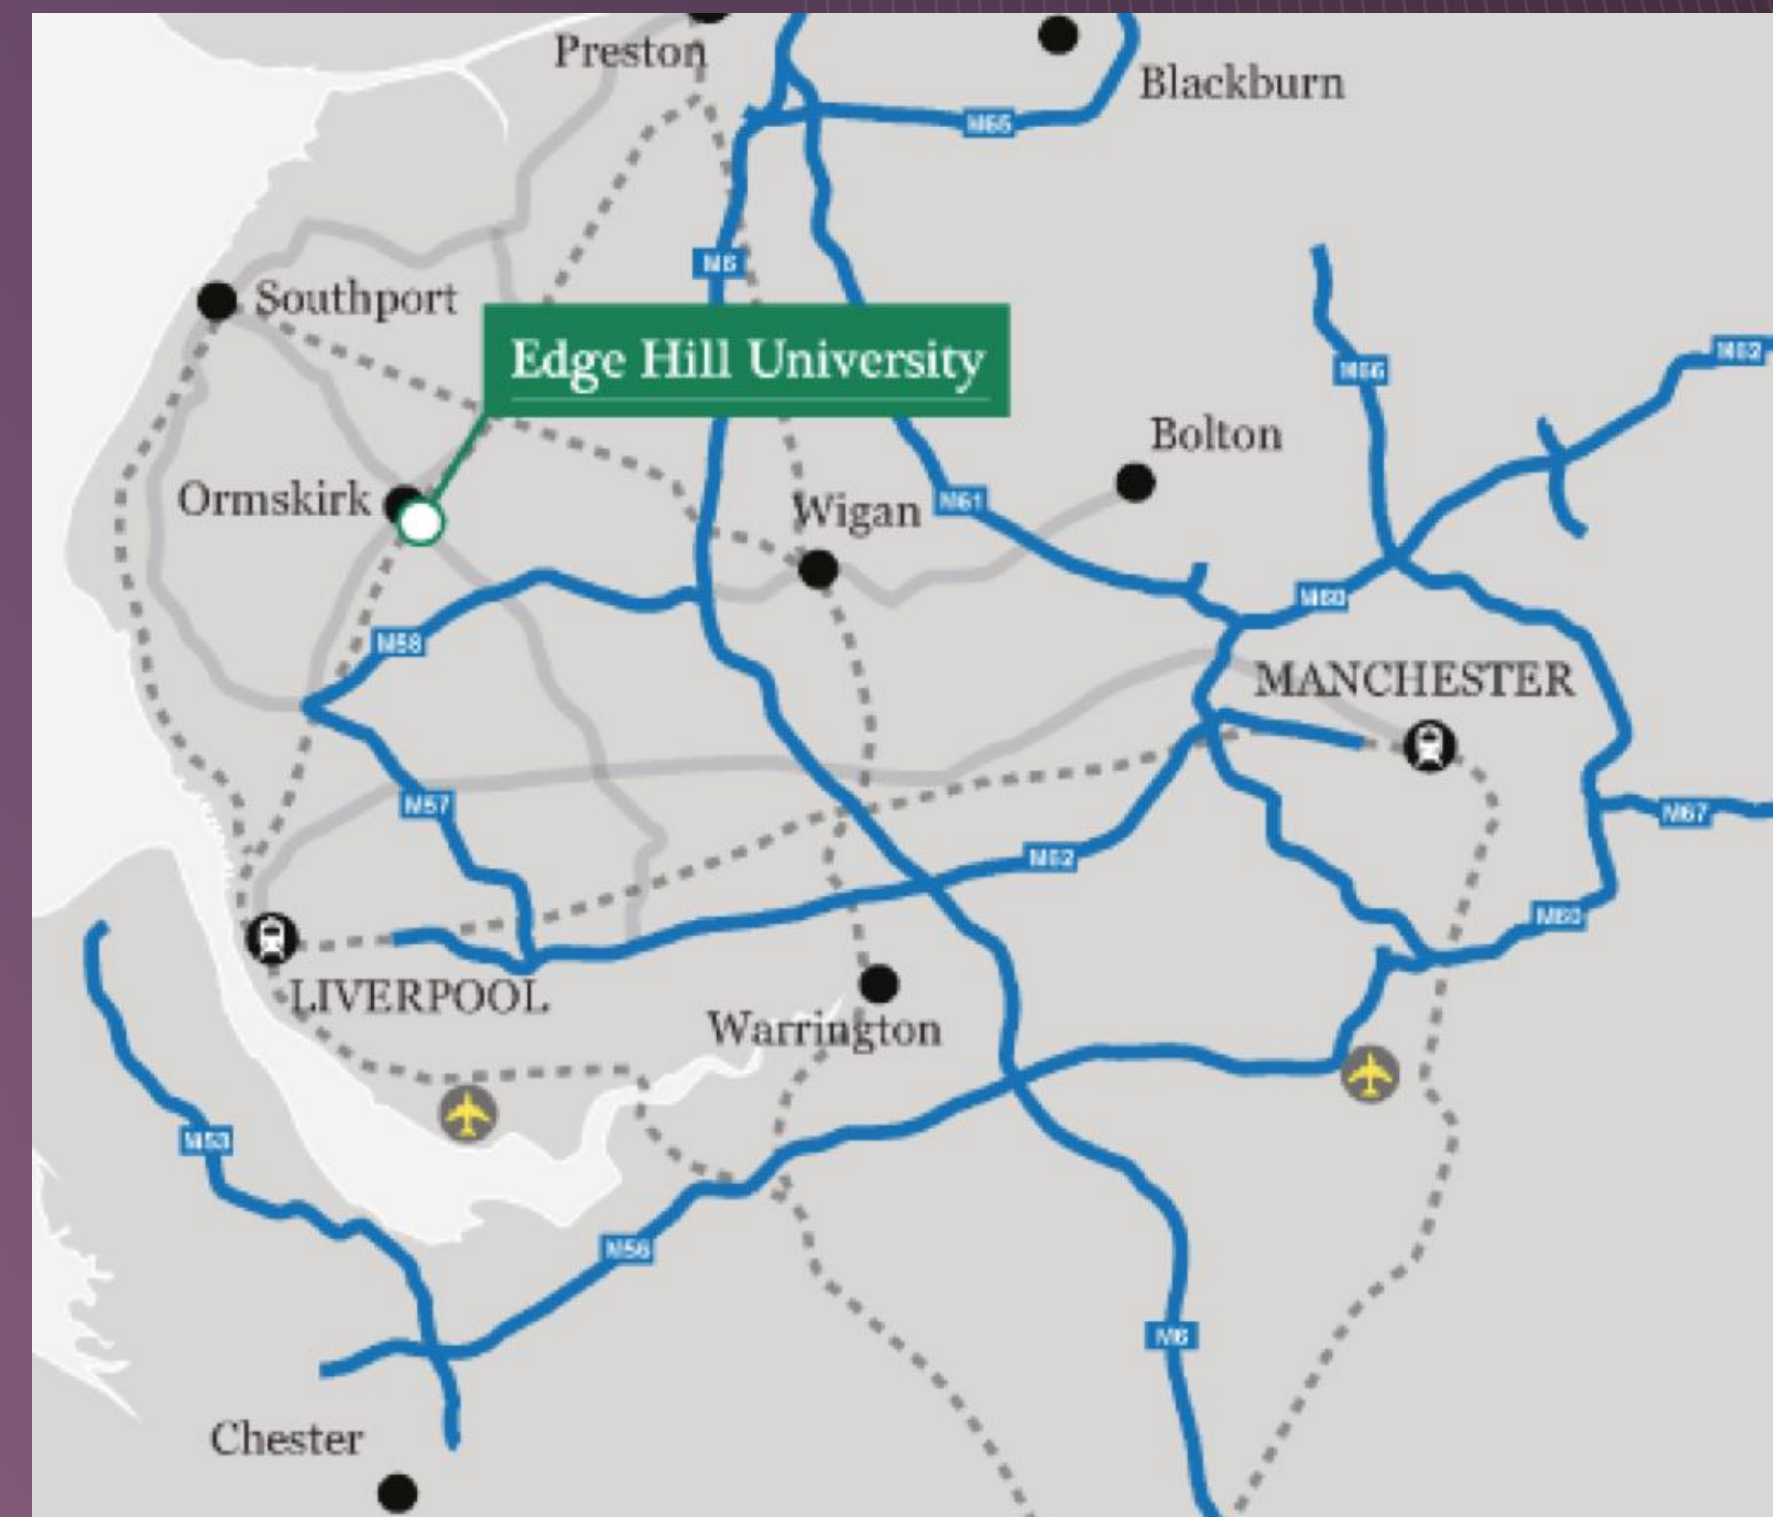 Preston
Blackburn
M65
M6
Southport
Edge Hill University
M62
M66
Bolton
Ormskirk
Wigan
M61
M60
M58
MANCHESTER
M57
M67
M62
M60
LIVERPOOL
Warrington
M53
M56
M6
Chester